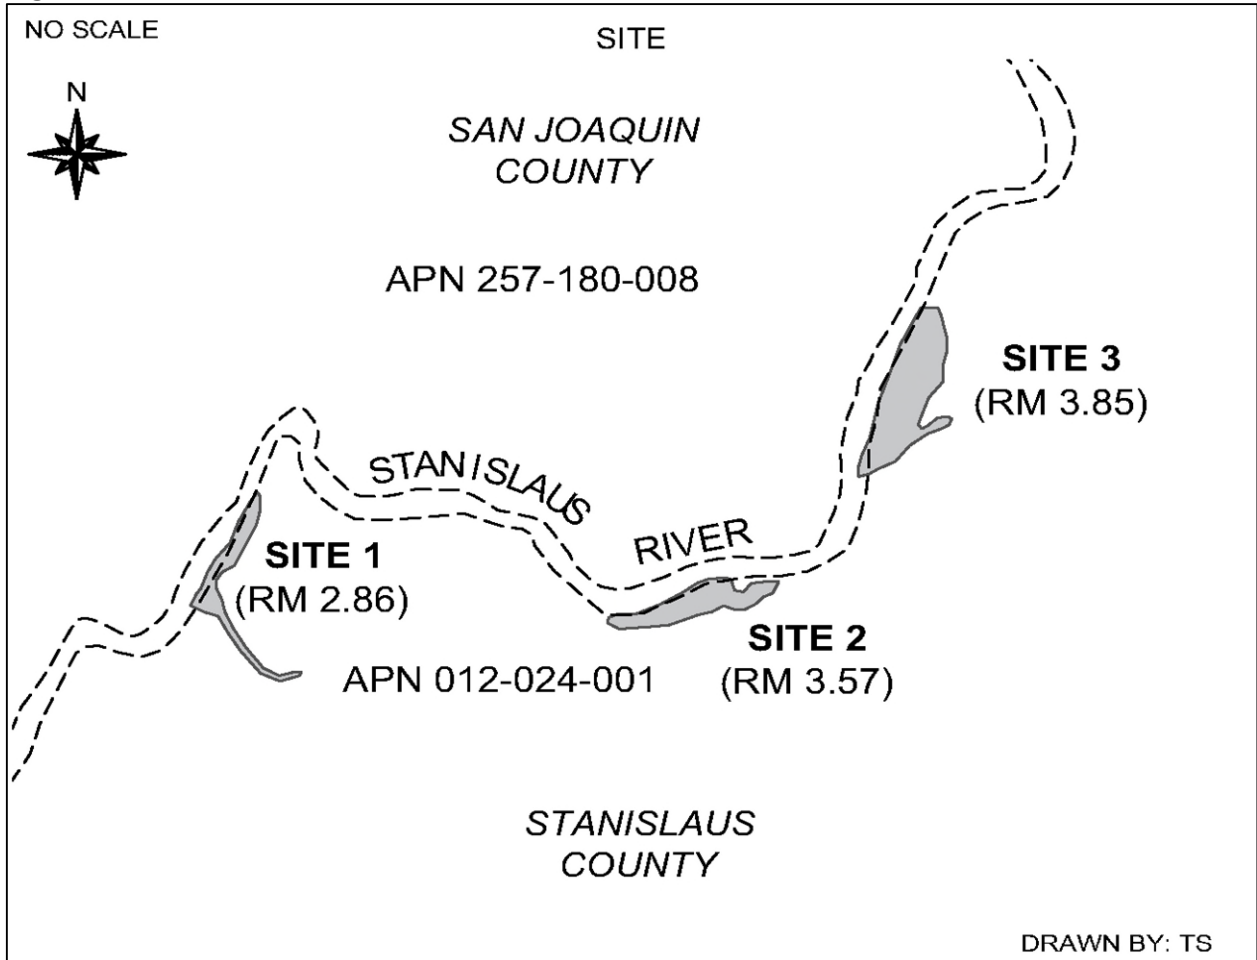 NO SCALE
SITE
N
SAN JOAQUIN
COUNTY
APN 257-180-008
SITE 3
(RM 3.85)
STANISLAUS
RIVER
SITE 1
(RM 2.86)
SITE 2
(RM 3.57)
APN 012-024-001
STANISLAUS
COUNTY
DRAWN BY: TS